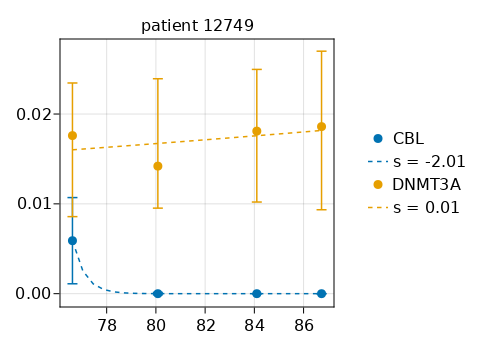 patient 12749
0.02
0.01
0.00
78 80 82 84 86
CBL
s = -2.01
DNMT3A
s = 0.01